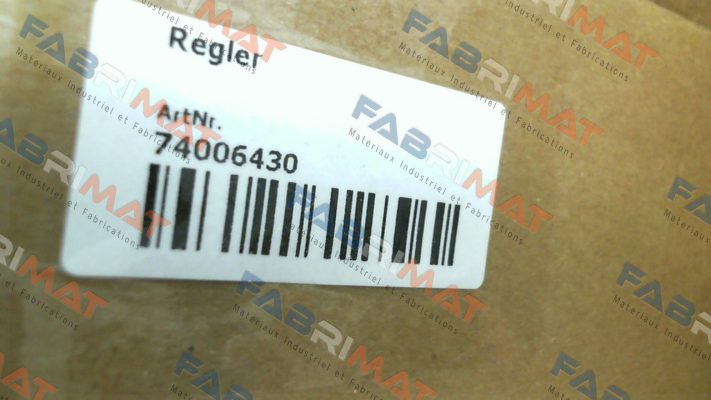 Regler
ArtNr.
74006430
FABRIMAT
Materiaux Industriel et Fabrications